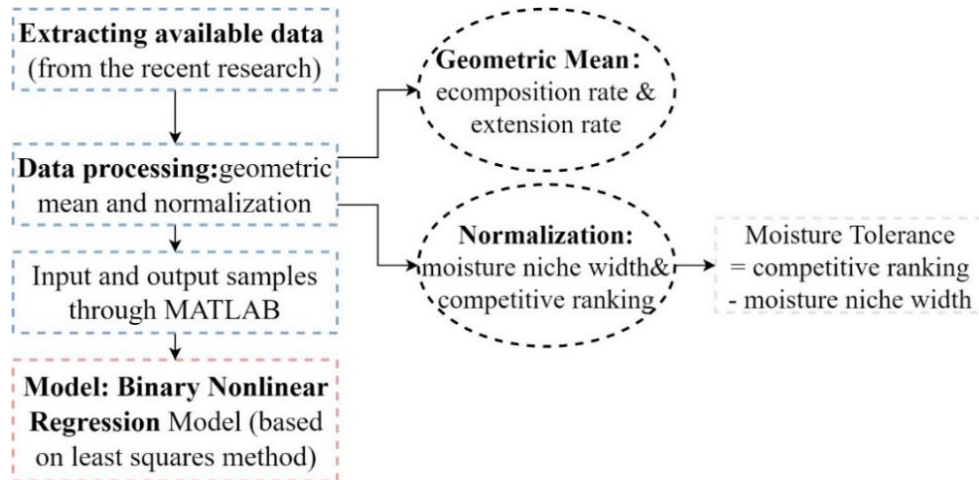 Extracting available data
(from the recent research)
Geometric Mean:
ecomposition rate &
extension rate
Data processing:geometric
mean and normalization
Normalization:
moisture niche width&
competitive ranking
Moisture Tolerance
= competitive ranking
- moisture niche width
Input and output samples
through MATLAB
Model: Binary Nonlinear
Regression Model (based
on least squares method)